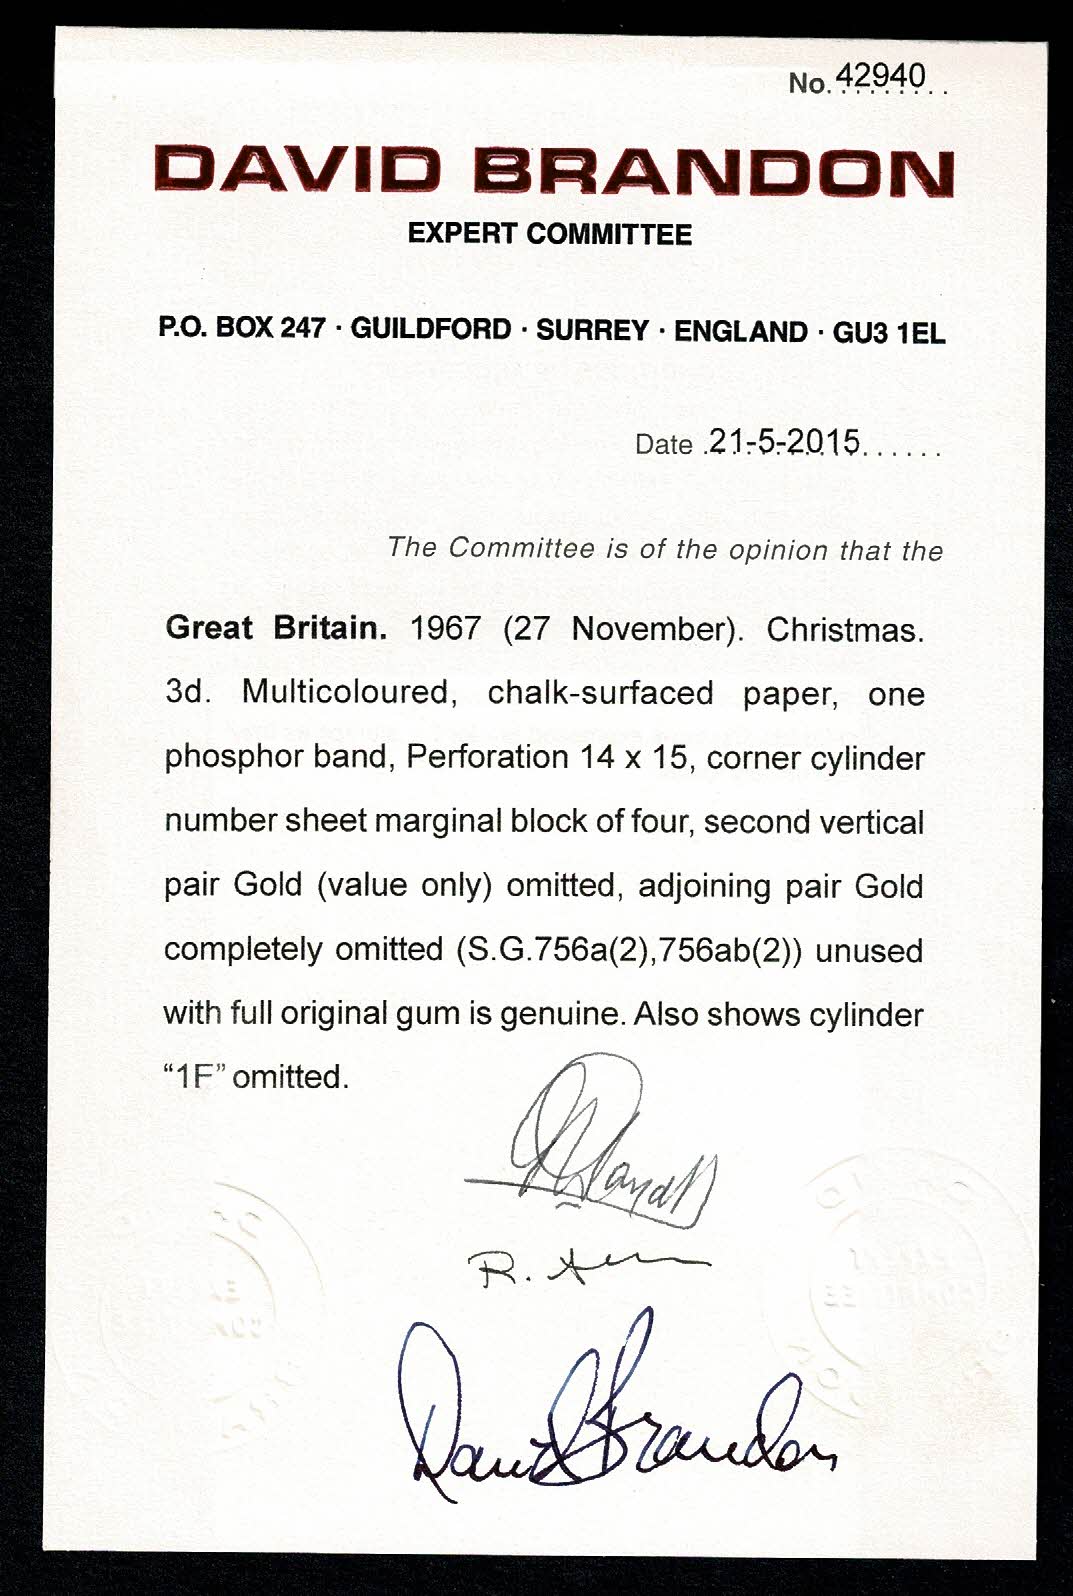 No. 42940
DAVID BRANDON
EXPERT COMMITTEE
P.O. BOX 247 · GUILDFORD · SURREY · ENGLAND · GU3 1EL
Date .21-5-2015......
The Committee is of the opinion that the
Great Britain. 1967 (27 November). Christmas.
3d. Multicoloured, chalk-surfaced paper, one
phosphor band, Perforation 14 x 15, corner cylinder
number sheet marginal block of four, second vertical
pair Gold (value only) omitted, adjoining pair Gold
completely omitted (S.G.756a(2),756ab(2)) unused
with full original gum is genuine. Also shows cylinder
“1F” omitted.
R.
David Brandon